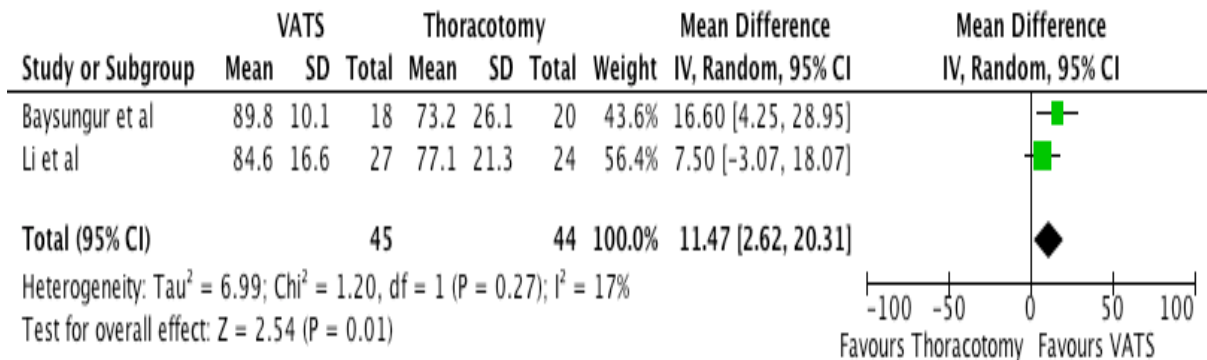 VATS Thoracotomy Mean Difference Mean Difference
Study or Subgroup Mean SD Total Mean SD Total Weight IV, Random, 95% CI IV, Random, 95% CI
Baysungur et al 89.8 10.1 18 73.2 26.1 20 43.6% 16.60 [4.25, 28.95]
Li et al 84.6 16.6 27 77.1 21.3 24 56.4% 7.50 [−3.07, 18.07]
Total (95% CI) 45 44 100.0% 11.47 [2.62, 20.31]
Heterogeneity: Tau² = 6.99; Chi² = 1.20, df = 1 (P = 0.27); I² = 17%
Test for overall effect: Z = 2.54 (P = 0.01)
−100 −50 0 50 100
Favours Thoracotomy Favours VATS